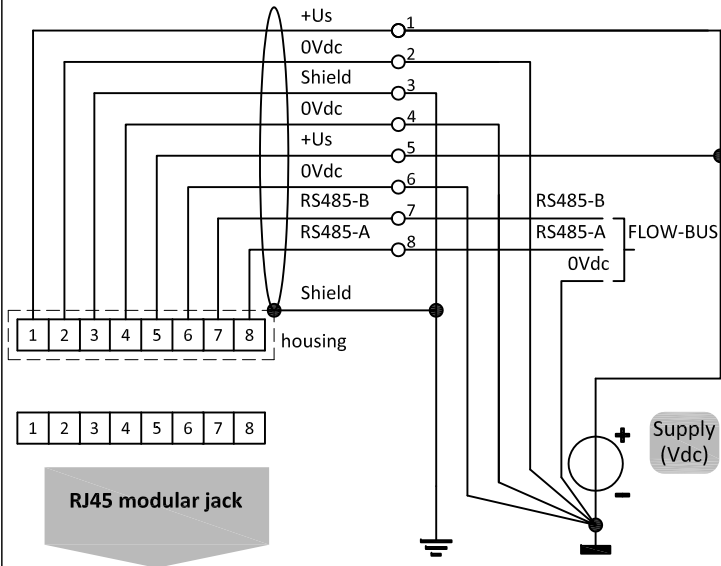 +Us 1
0Vdc 2
Shield 3
0Vdc 4
+Us 5
0Vdc 6
RS485-B 7 RS485-B
RS485-A 8 RS485-A FLOW-BUS
0Vdc
Shield
1 2 3 4 5 6 7 8
housing
1 2 3 4 5 6 7 8
+ Supply
(Vdc)
−
RJ45 modular jack